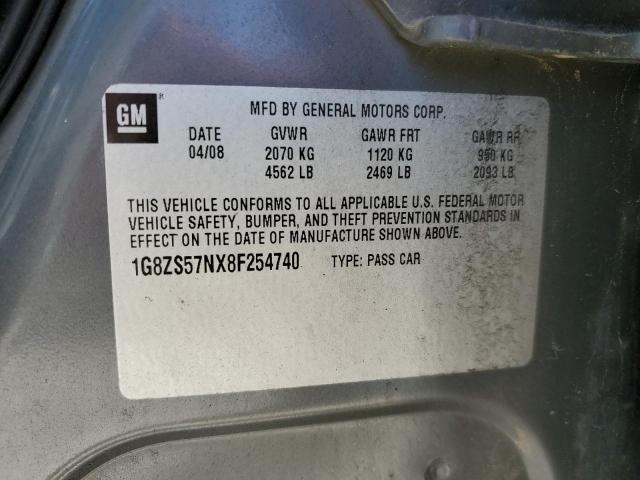 GM
MFD BY GENERAL MOTORS CORP.
DATE GVWR GAWR FRT GAWR RR
04/08 2070 KG 1120 KG 950 KG
4562 LB 2469 LB 2093 LB
THIS VEHICLE CONFORMS TO ALL APPLICABLE U.S. FEDERAL MOTOR
VEHICLE SAFETY, BUMPER, AND THEFT PREVENTION STANDARDS IN
EFFECT ON THE DATE OF MANUFACTURE SHOWN ABOVE.
1G8ZS57NX8F254740 TYPE: PASS CAR